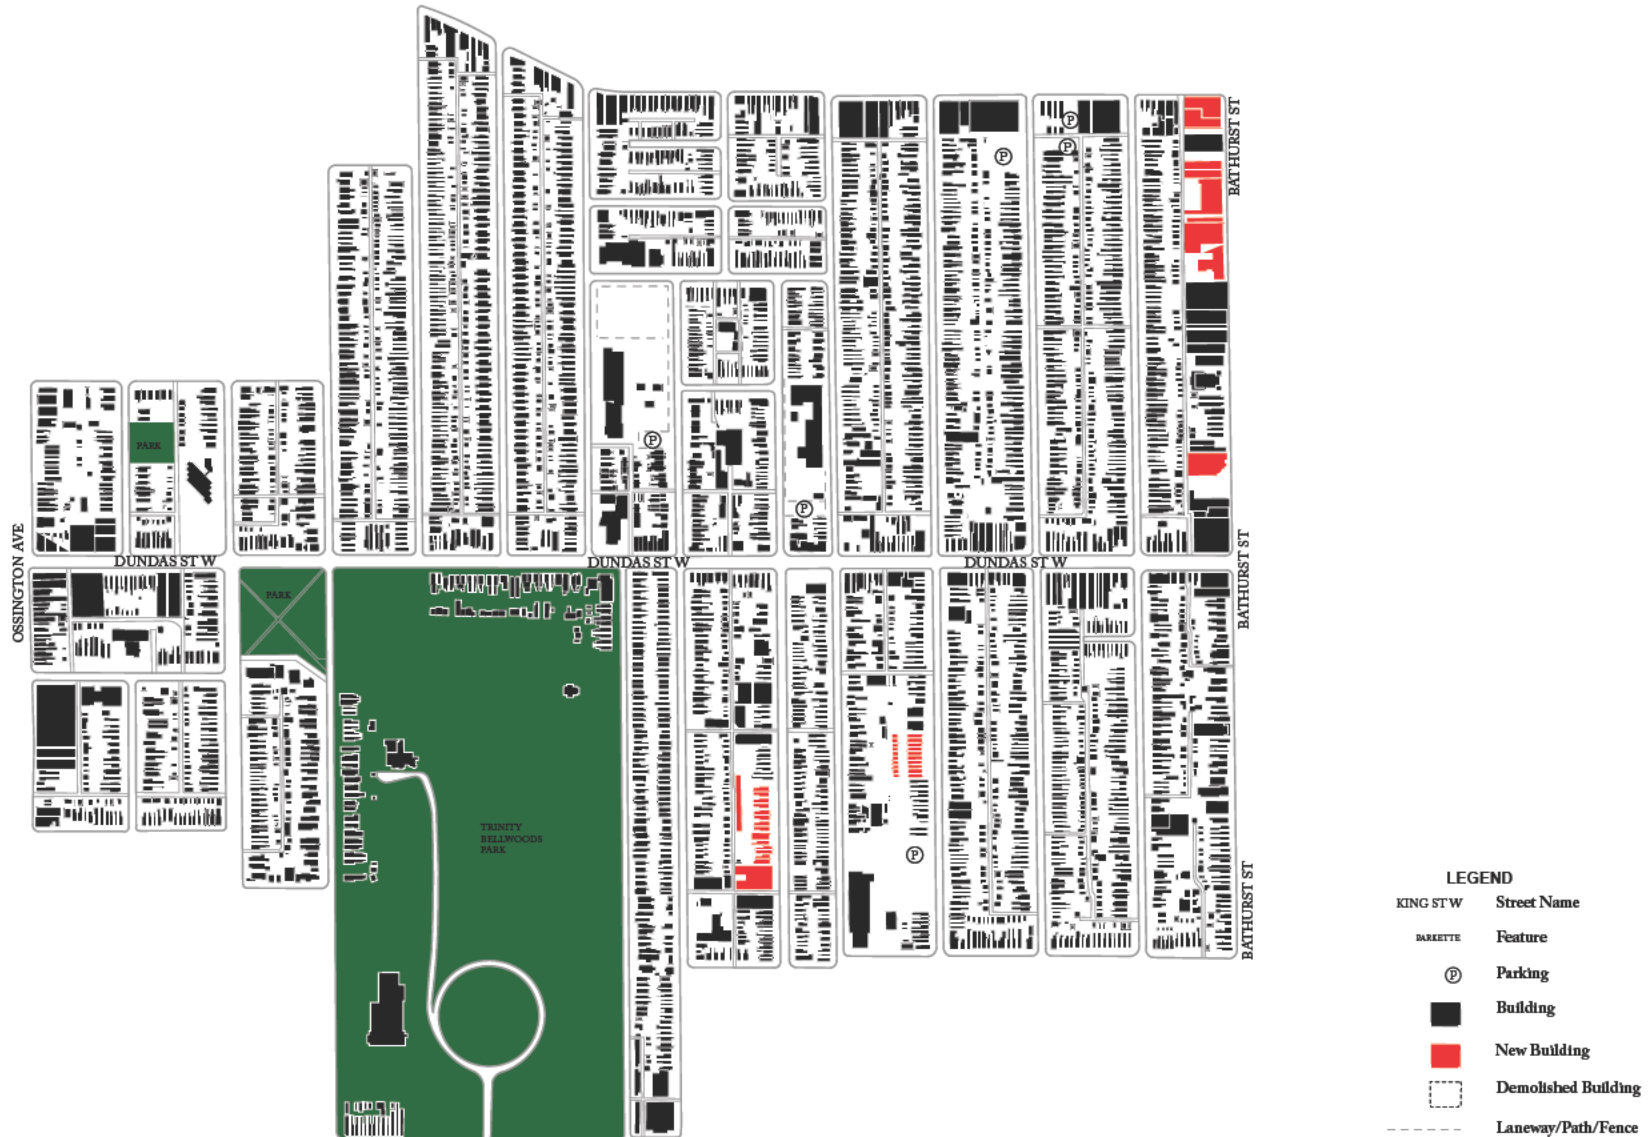 BATHURST ST
P
P
P
PARK
P
P
OSSINGTON AVE
DUNDAS ST W
DUNDAS ST W
DUNDAS ST W
BATHURST ST
PARK
TRINITY
BELLWOODS
PARK
P
BATHURST ST
LEGEND
KING ST W Street Name
PARKETTE Feature
P Parking
Building
New Building
Demolished Building
Laneway/Path/Fence